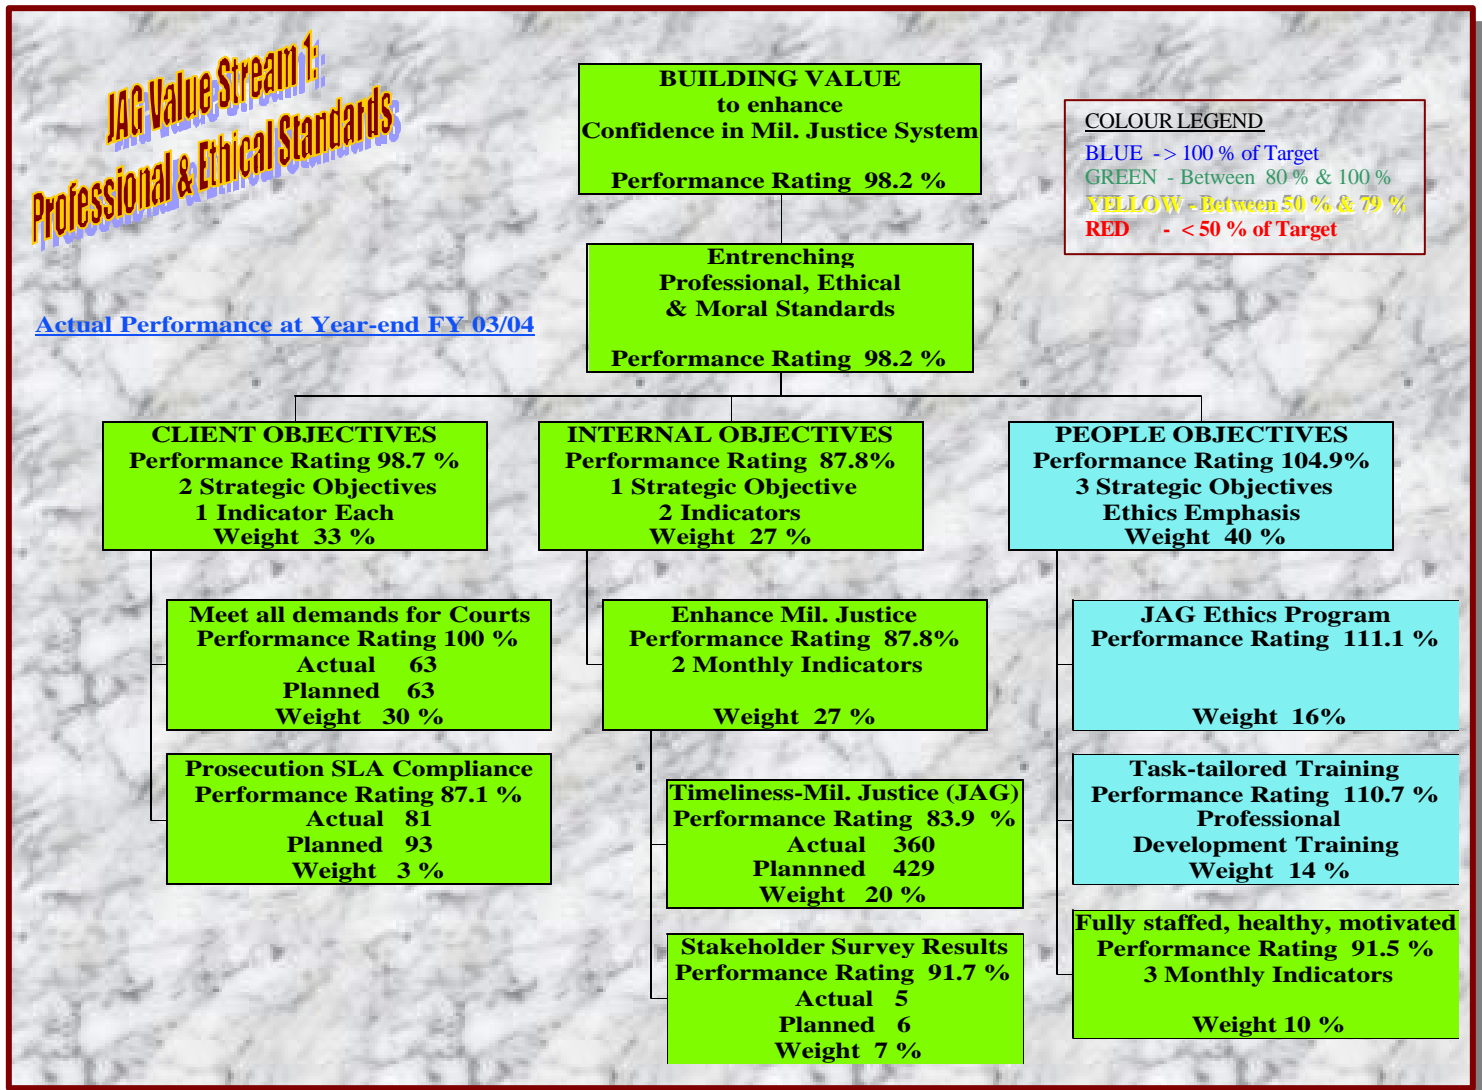 JAG Value Stream 1:
Professional & Ethical Standards
BUILDING VALUE
to enhance
Confidence in Mil. Justice System
Performance Rating 98.2 %
COLOUR LEGEND
BLUE - > 100 % of Target
GREEN - Between 80 % & 100 %
YELLOW - Between 50 % & 79 %
RED - < 50 % of Target
Entrenching
Professional, Ethical
& Moral Standards
Performance Rating 98.2 %
Actual Performance at Year-end FY 03/04
CLIENT OBJECTIVES
Performance Rating 98.7 %
2 Strategic Objectives
1 Indicator Each
Weight 33 %
INTERNAL OBJECTIVES
Performance Rating 87.8%
1 Strategic Objective
2 Indicators
Weight 27 %
PEOPLE OBJECTIVES
Performance Rating 104.9%
3 Strategic Objectives
Ethics Emphasis
Weight 40 %
Meet all demands for Courts
Performance Rating 100 %
Actual 63
Planned 63
Weight 30 %
Prosecution SLA Compliance
Performance Rating 87.1 %
Actual 81
Planned 93
Weight 3 %
Enhance Mil. Justice
Performance Rating 87.8%
2 Monthly Indicators
Weight 27 %
Timeliness-Mil. Justice (JAG)
Performance Rating 83.9 %
Actual 360
Plannned 429
Weight 20 %
Stakeholder Survey Results
Performance Rating 91.7 %
Actual 5
Planned 6
Weight 7 %
JAG Ethics Program
Performance Rating 111.1 %
Weight 16%
Task-tailored Training
Performance Rating 110.7 %
Professional
Development Training
Weight 14 %
Fully staffed, healthy, motivated
Performance Rating 91.5 %
3 Monthly Indicators
Weight 10 %